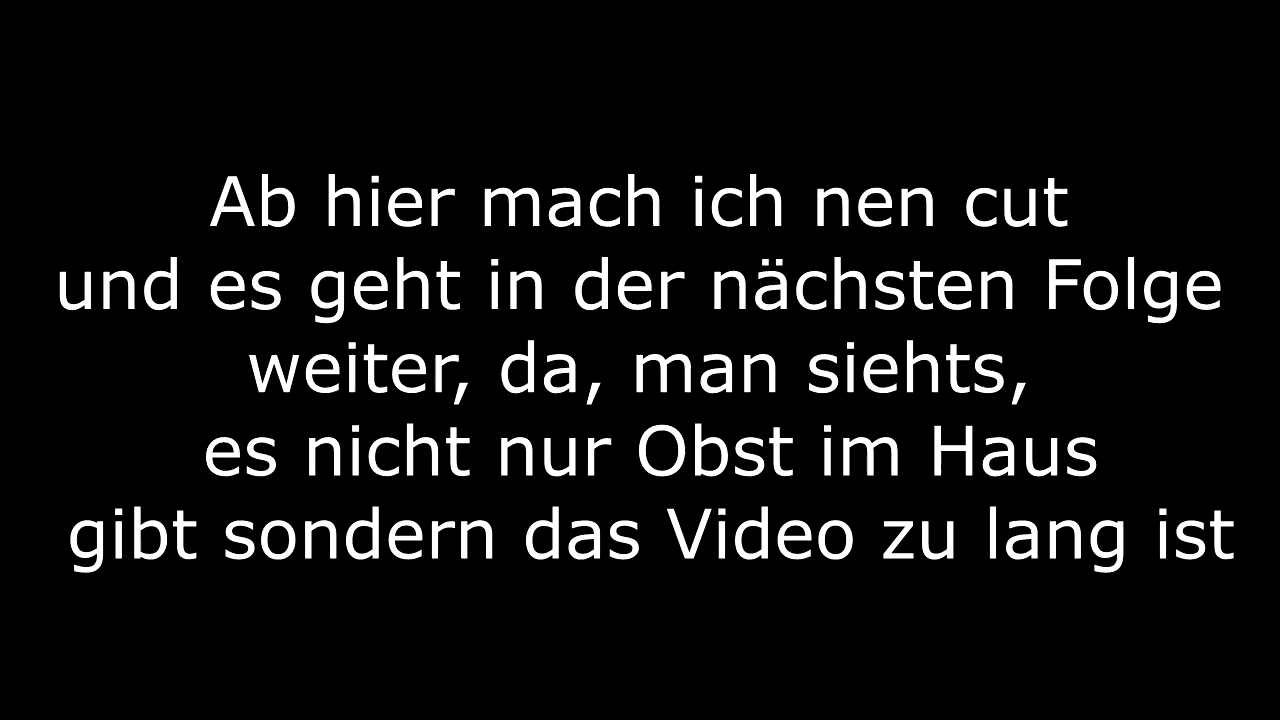 Ab hier mach ich nen cut
und es geht in der nächsten Folge
weiter, da, man siehts,
es nicht nur Obst im Haus
gibt sondern das Video zu lang ist